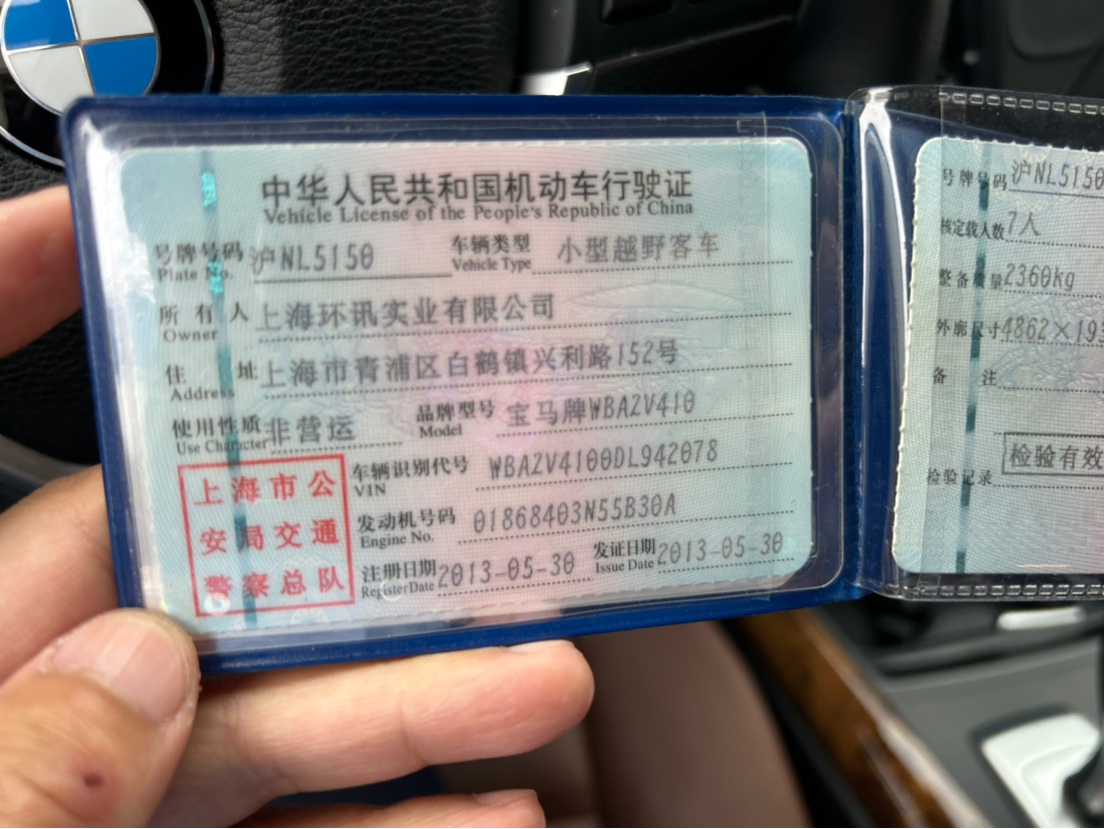 中华人民共和国机动车行驶证
Vehicle License of the People's Republic of China
号牌号码 沪NL5150 车辆类型 小型越野客车
Plate No. Vehicle Type
所有人 上海环讯实业有限公司
Owner
住址 上海市青浦区白鹤镇兴利路152号
Address
使用性质 非营运 品牌型号 宝马牌WBAZV410
Use Character Model
上海市公
安局交通
警察总队
车辆识别代号 WBAZV4100DL942078
VIN
发动机号码 01868403N55B30A
Engine No.
注册日期 2013-05-30 发证日期 2013-05-30
Register Date Issue Date
号牌号码 沪NL5150
核定载人数 7人
整备质量 2360kg
外廓尺寸 4862×193
备注
检验有效
检验记录